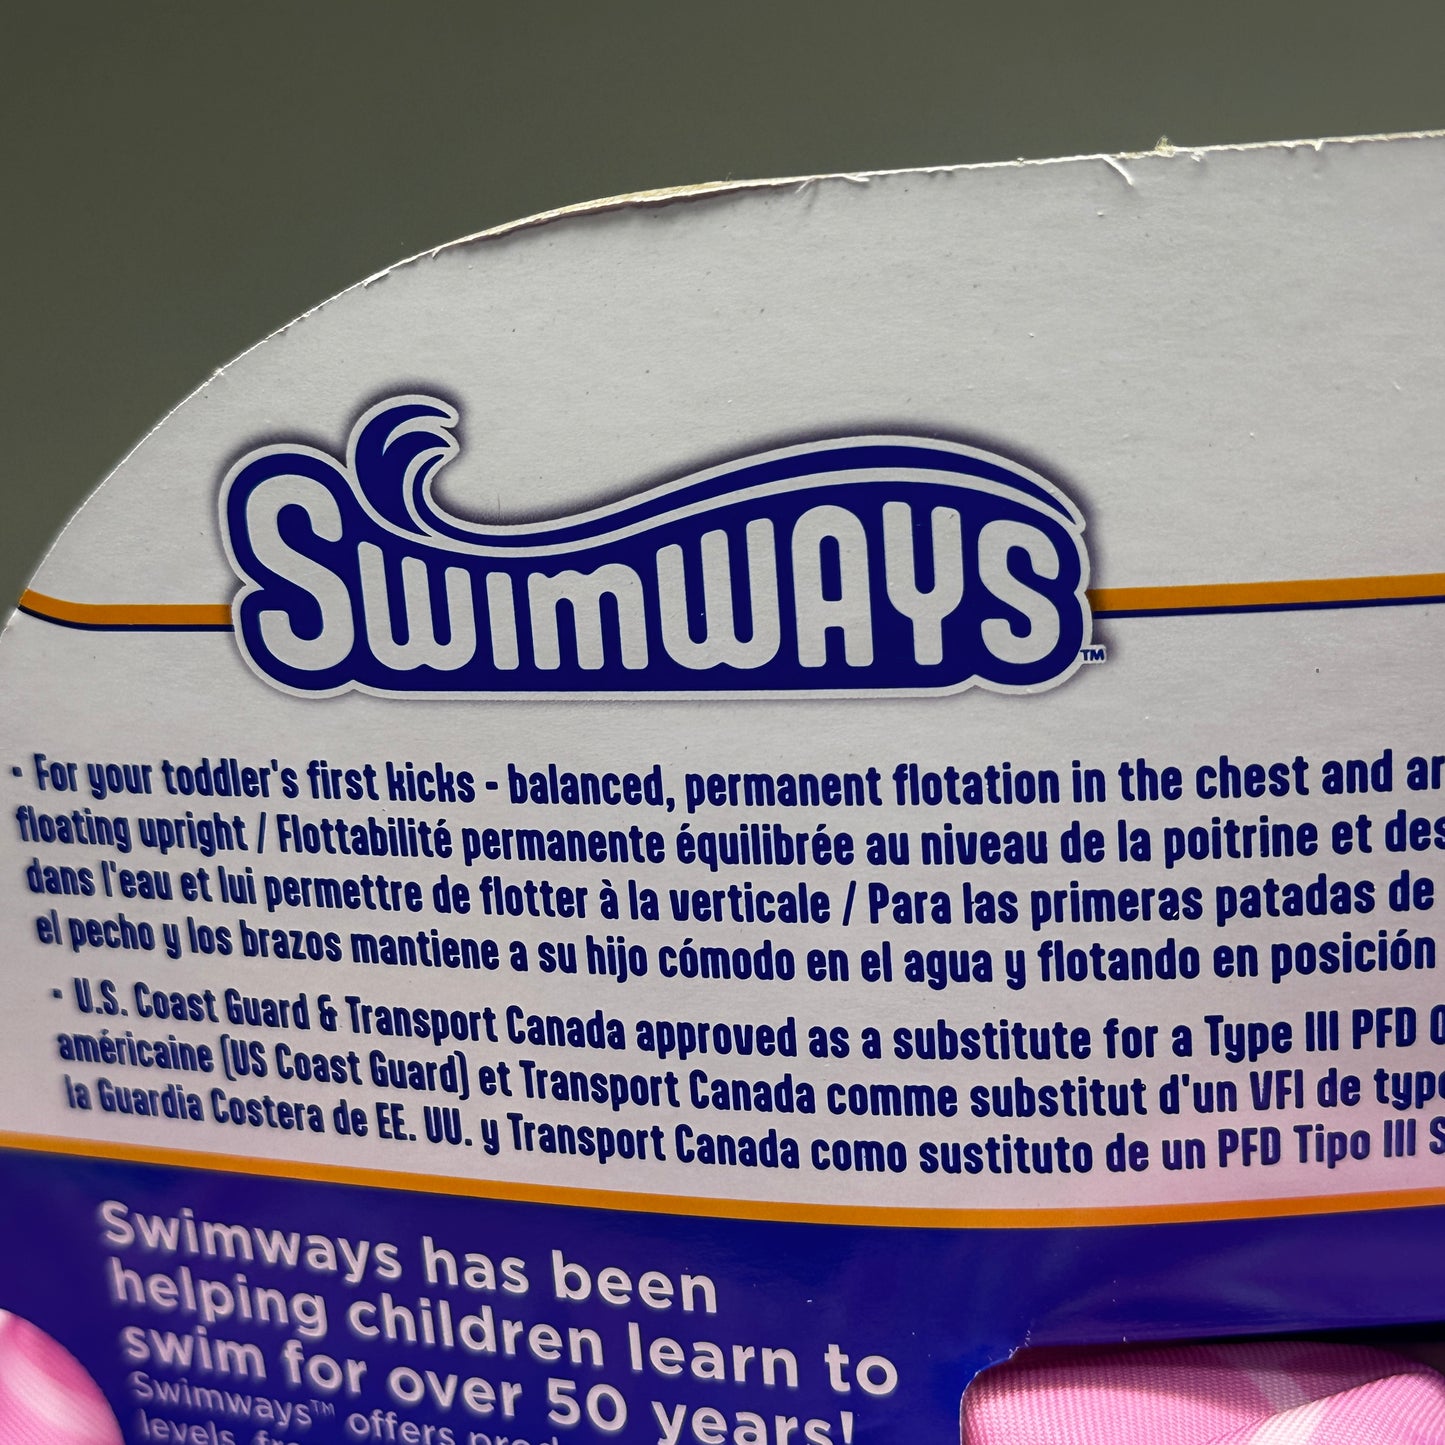 SWIMWAYS™
· For your toddler's first kicks - balanced, permanent flotation in the chest and
floating upright / Flottabilité permanente équilibrée au niveau de la poitrine et
dans l'eau et lui permettre de flotter à la verticale / Para las primeras patadas de
el pecho y los brazos mantiene a su hijo cómodo en el agua y flotando en posición
· U.S. Coast Guard & Transport Canada approved as a substitute for a Type III PFD
américaine (US Coast Guard) et Transport Canada comme substitut d'un VFI de
la Guardia Costera de EE. UU. y Transport Canada como sustituto de un PFD Tipo III
Swimways has been
helping children learn to
swim for over 50 years!
Swimways™ offers
levels